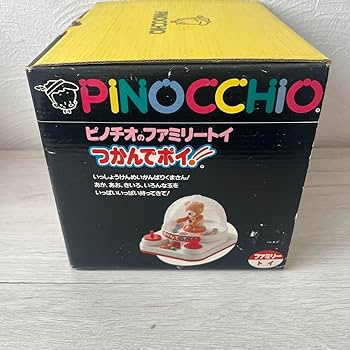 PINOCCHIO
PiNOCCHiO
ピノチオのファミリートイ
つかんでポイ!
いっしょうけんめいがんばりくまさん!
あか、あお、きいろ、いろんな玉を
いっぱいいっぱい持ってきて!
ファミリー
トイ